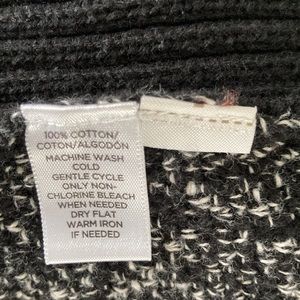 100% COTTON/
COTON/ALGODÓN
MACHINE WASH
COLD
GENTLE CYCLE
ONLY NON-
CHLORINE BLEACH
WHEN NEEDED
DRY FLAT
WARM IRON
IF NEEDED